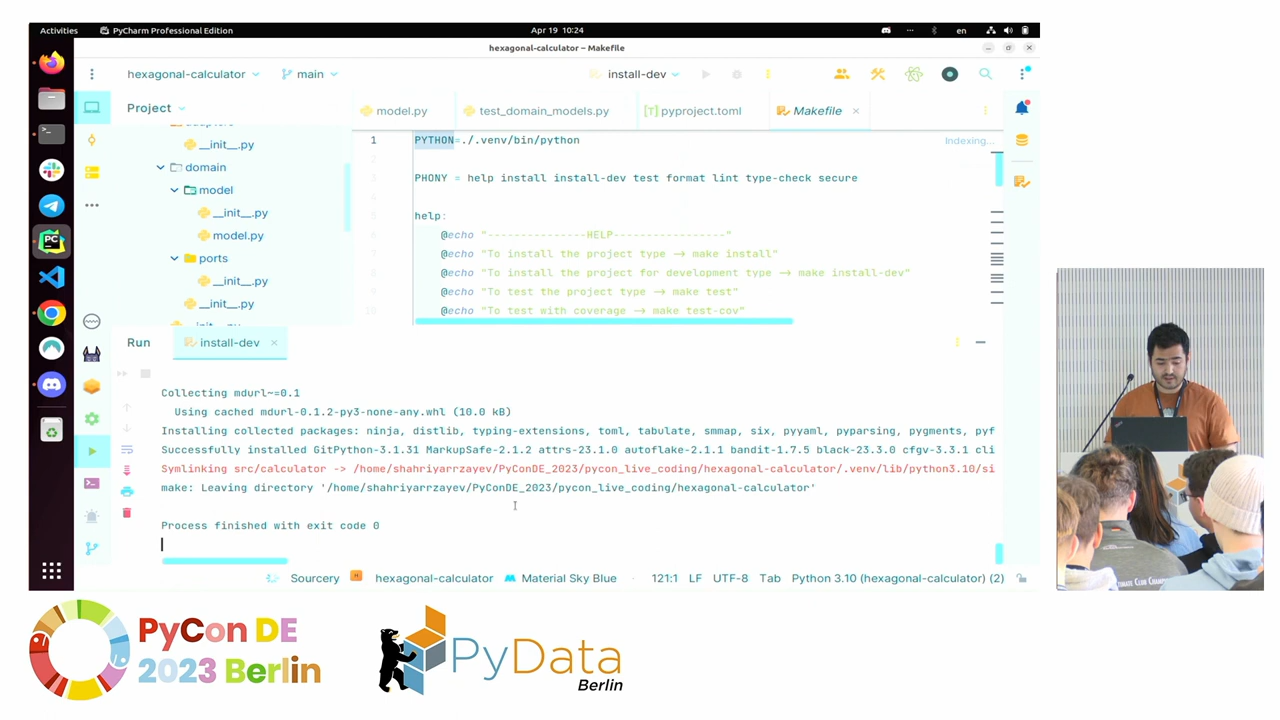 Activities
PyCharm Professional Edition
Apr 19 10:24
en
hexagonal-calculator – Makefile
hexagonal-calculator
main
install-dev
Project
model.py
test_domain_models.py
pyproject.toml
Makefile
__init__.py
domain
model
__init__.py
model.py
ports
__init__.py
__init__.py
1 PYTHON=./.venv/bin/python
Indexing...
2
3 PHONY = help install install-dev test format lint type-check secure
4
5 help:
6 @echo "---------------HELP-----------------"
7 @echo "To install the project type → make install"
8 @echo "To install the project for development type → make install-dev"
9 @echo "To test the project type → make test"
10 @echo "To test with coverage → make test-cov"
Run
install-dev
Collecting mdurl~=0.1
Using cached mdurl-0.1.2-py3-none-any.whl (10.0 kB)
Installing collected packages: ninja, distlib, typing-extensions, toml, tabulate, smmap, six, pyyaml, pyparsing, pygments, pyf
Successfully installed GitPython-3.1.31 MarkupSafe-2.1.2 attrs-23.1.0 autoflake-2.1.1 bandit-1.7.5 black-23.3.0 cfgv-3.3.1 cli
Symlinking src/calculator -> /home/shahriyarrzayev/PyConDE_2023/pycon_live_coding/hexagonal-calculator/.venv/lib/python3.10/si
make: Leaving directory '/home/shahriyarrzayev/PyConDE_2023/pycon_live_coding/hexagonal-calculator'
Process finished with exit code 0
Sourcery
hexagonal-calculator
Material Sky Blue
121:1
LF
UTF-8
Tab
Python 3.10 (hexagonal-calculator) (2)
PyCon DE
2023 Berlin
PyData
Berlin